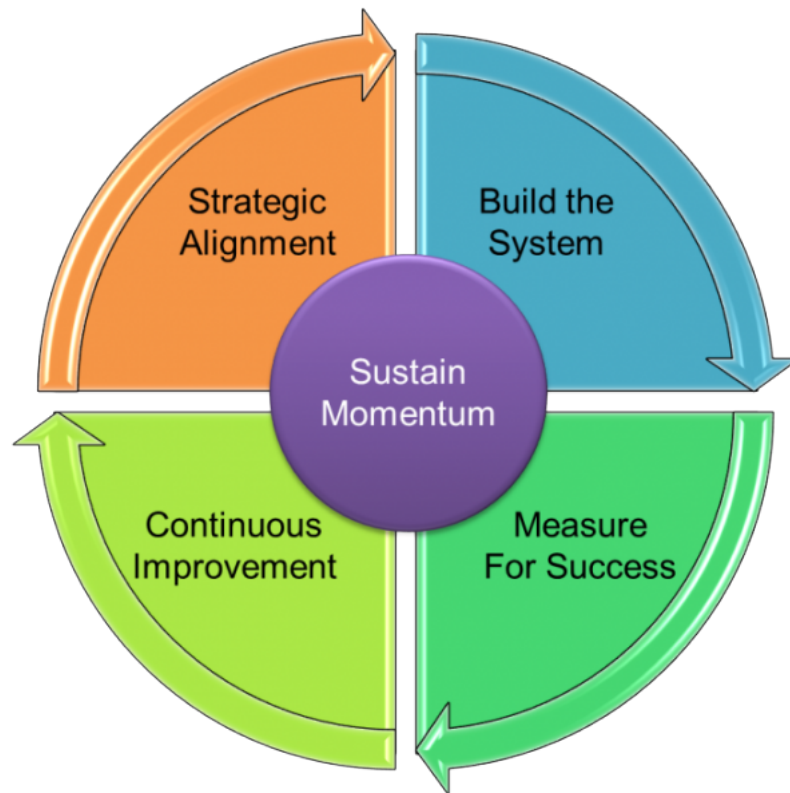 Strategic
Alignment
Build the
System
Sustain
Momentum
Continuous
Improvement
Measure
For Success